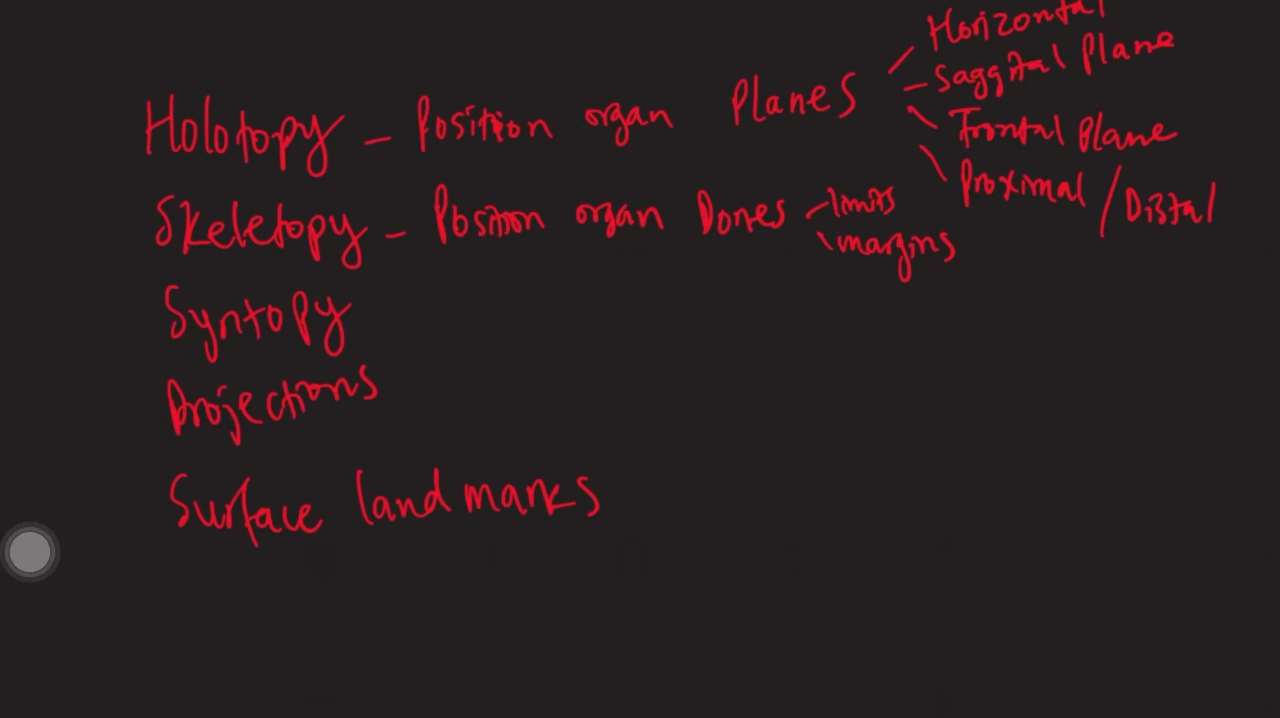 Horizontal
Holotopy - Position organ Planes - Saggital Plane
Frontal Plane
Proximal / Distal
Skeletopy - Position organ Bones - limits
margins
Syntopy
Projections
Surface landmarks